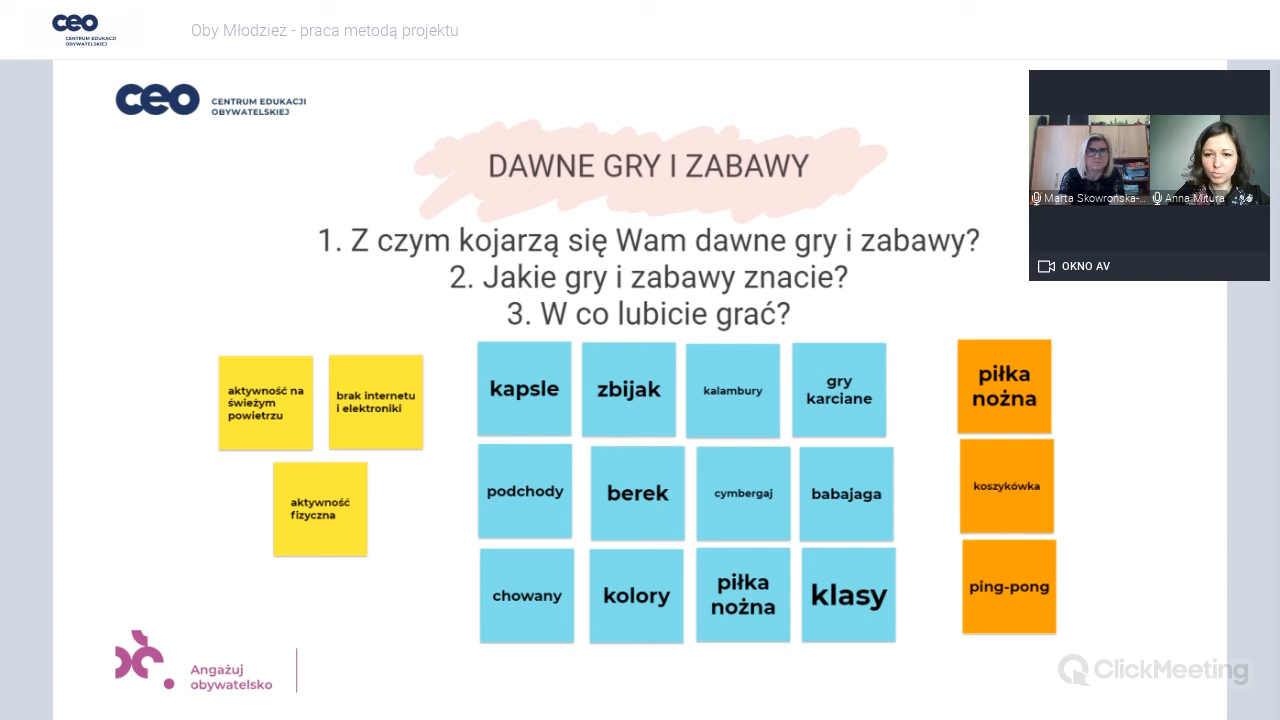 ceo
CENTRUM EDUKACJI
OBYWATELSKIEJ
Oby Młodzież - praca metodą projektu
ceo
CENTRUM EDUKACJI
OBYWATELSKIEJ
DAWNE GRY I ZABAWY
1. Z czym kojarzą się Wam dawne gry i zabawy?
2. Jakie gry i zabawy znacie?
3. W co lubicie grać?
Marta Skowrońska-...
Anna Mitura
OKNO AV
aktywność na
świeżym
powietrzu
brak internetu
i elektroniki
aktywność
fizyczna
kapsle
zbijak
kalambury
gry
karciane
podchody
berek
cymbergaj
babajaga
chowany
kolory
piłka
nożna
klasy
piłka
nożna
koszykówka
ping-pong
Angażuj
obywatelsko
ClickMeeting